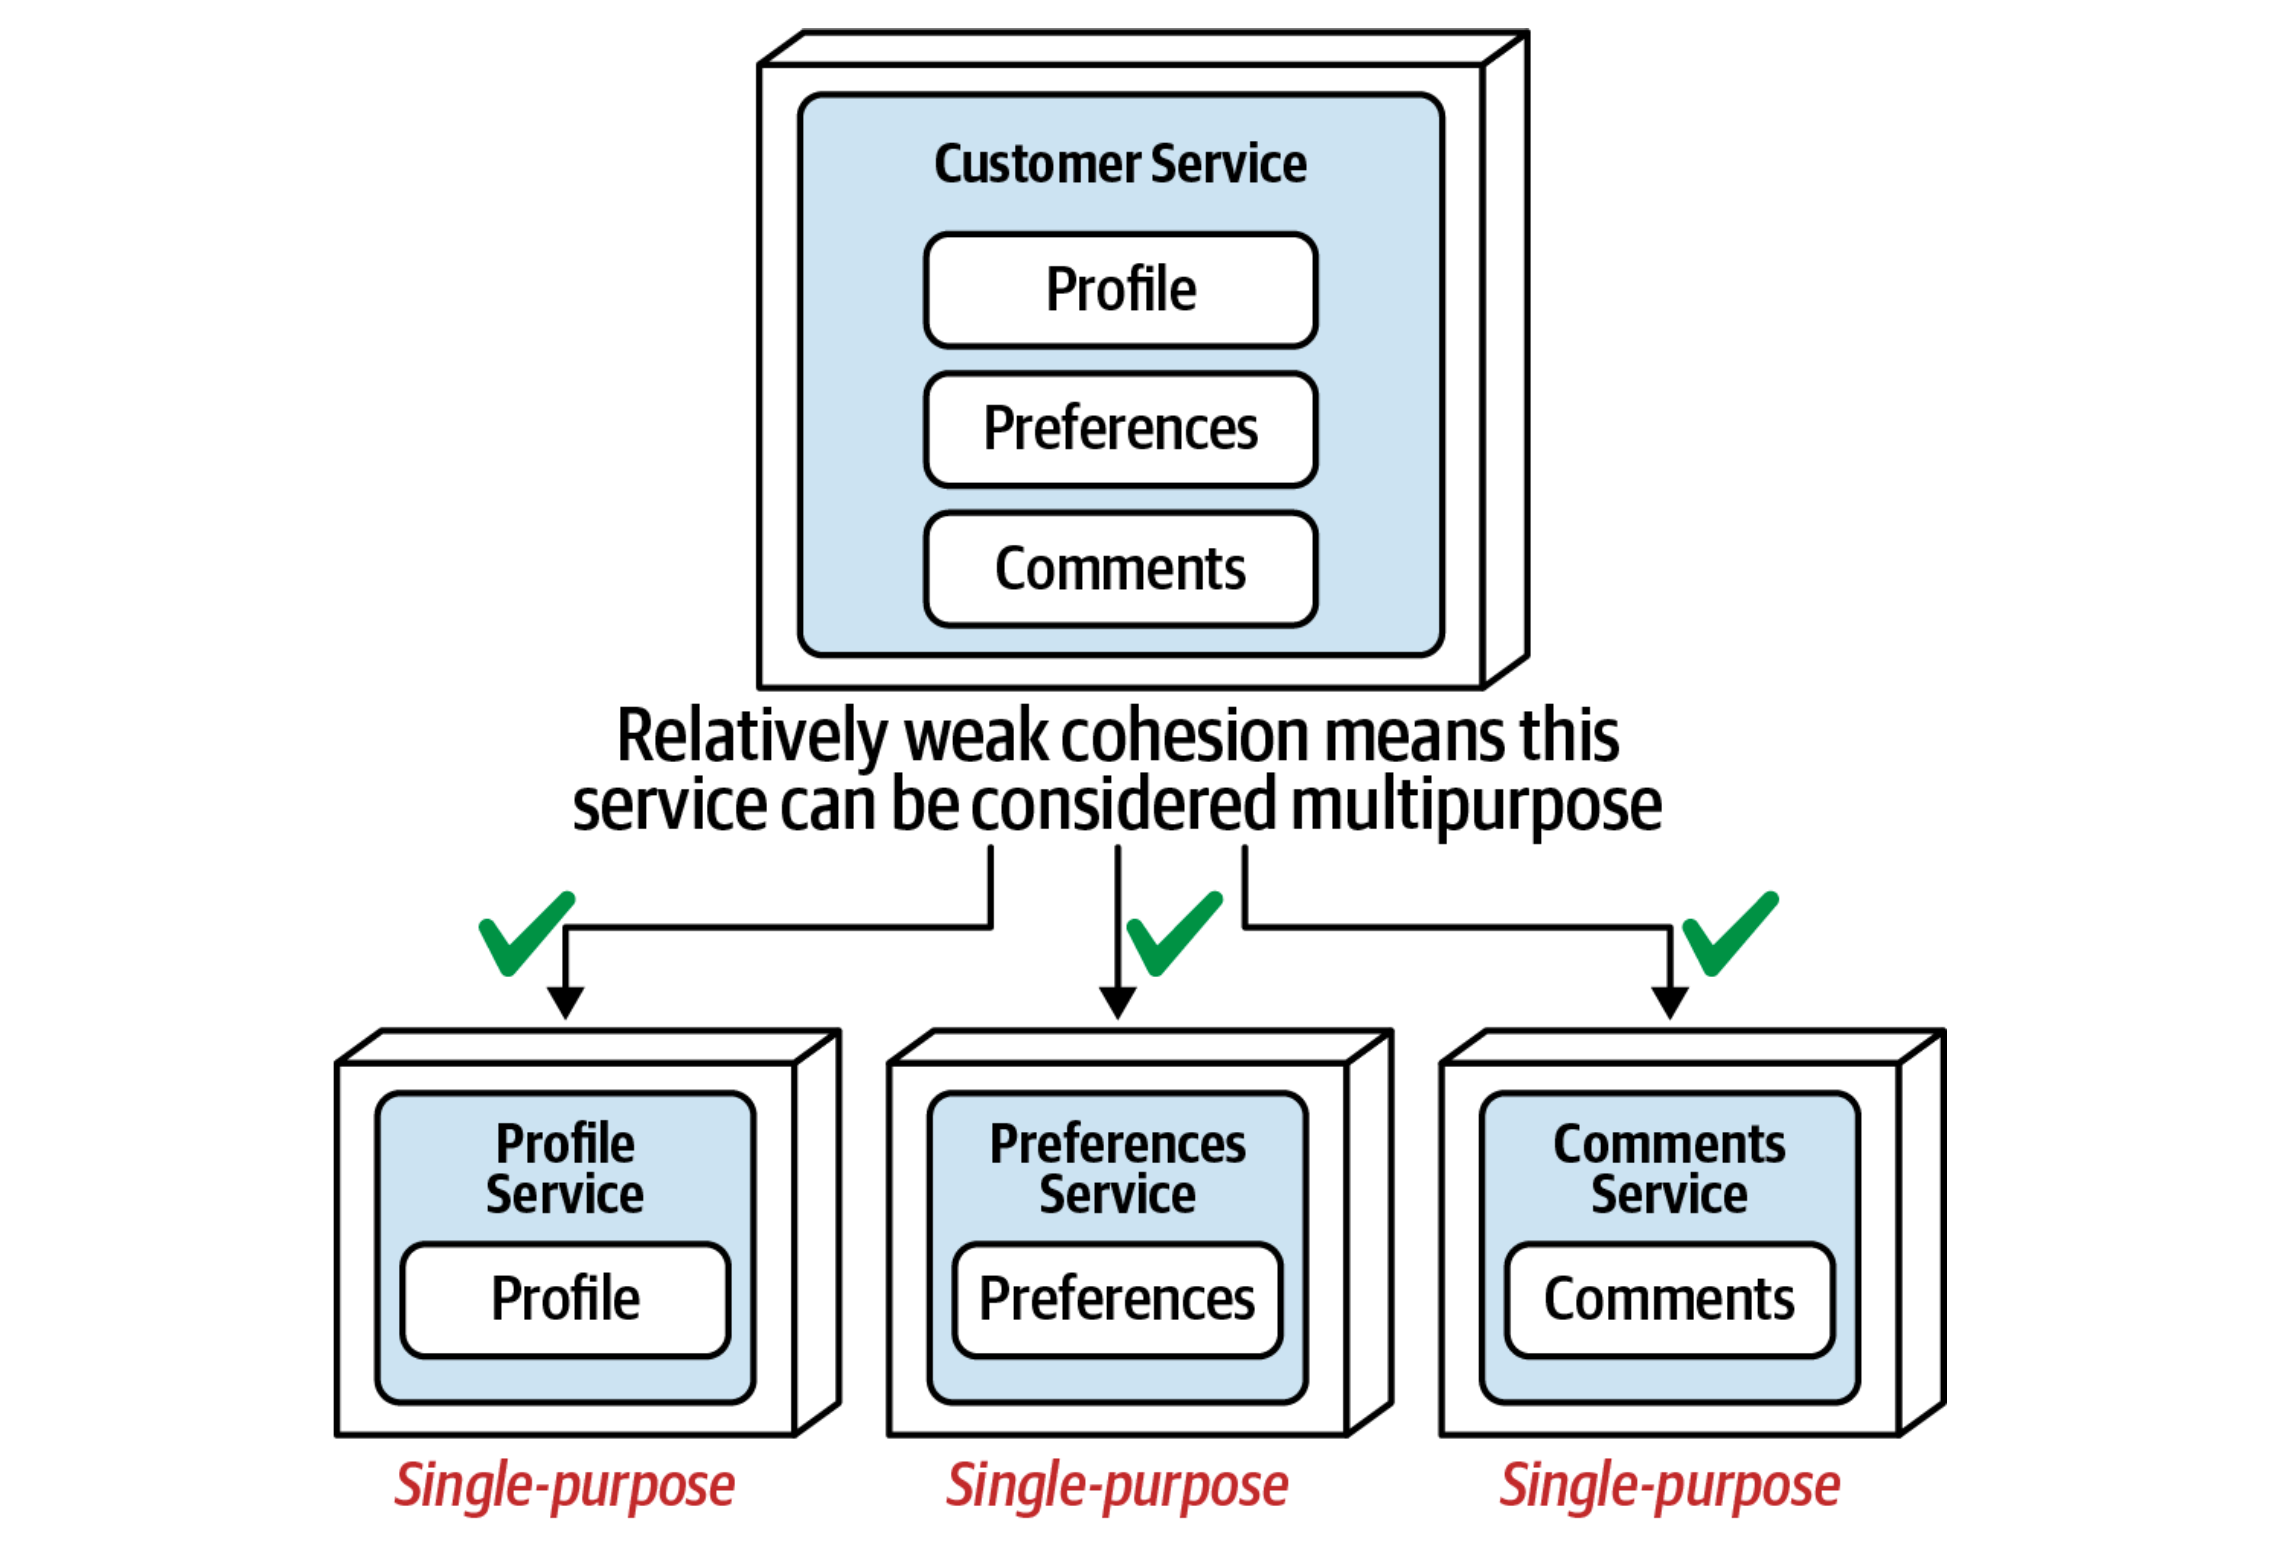 Customer Service
Profile
Preferences
Comments
Relatively weak cohesion means this
service can be considered multipurpose
Profile
Service
Profile
Preferences
Service
Preferences
Comments
Service
Comments
Single-purpose
Single-purpose
Single-purpose